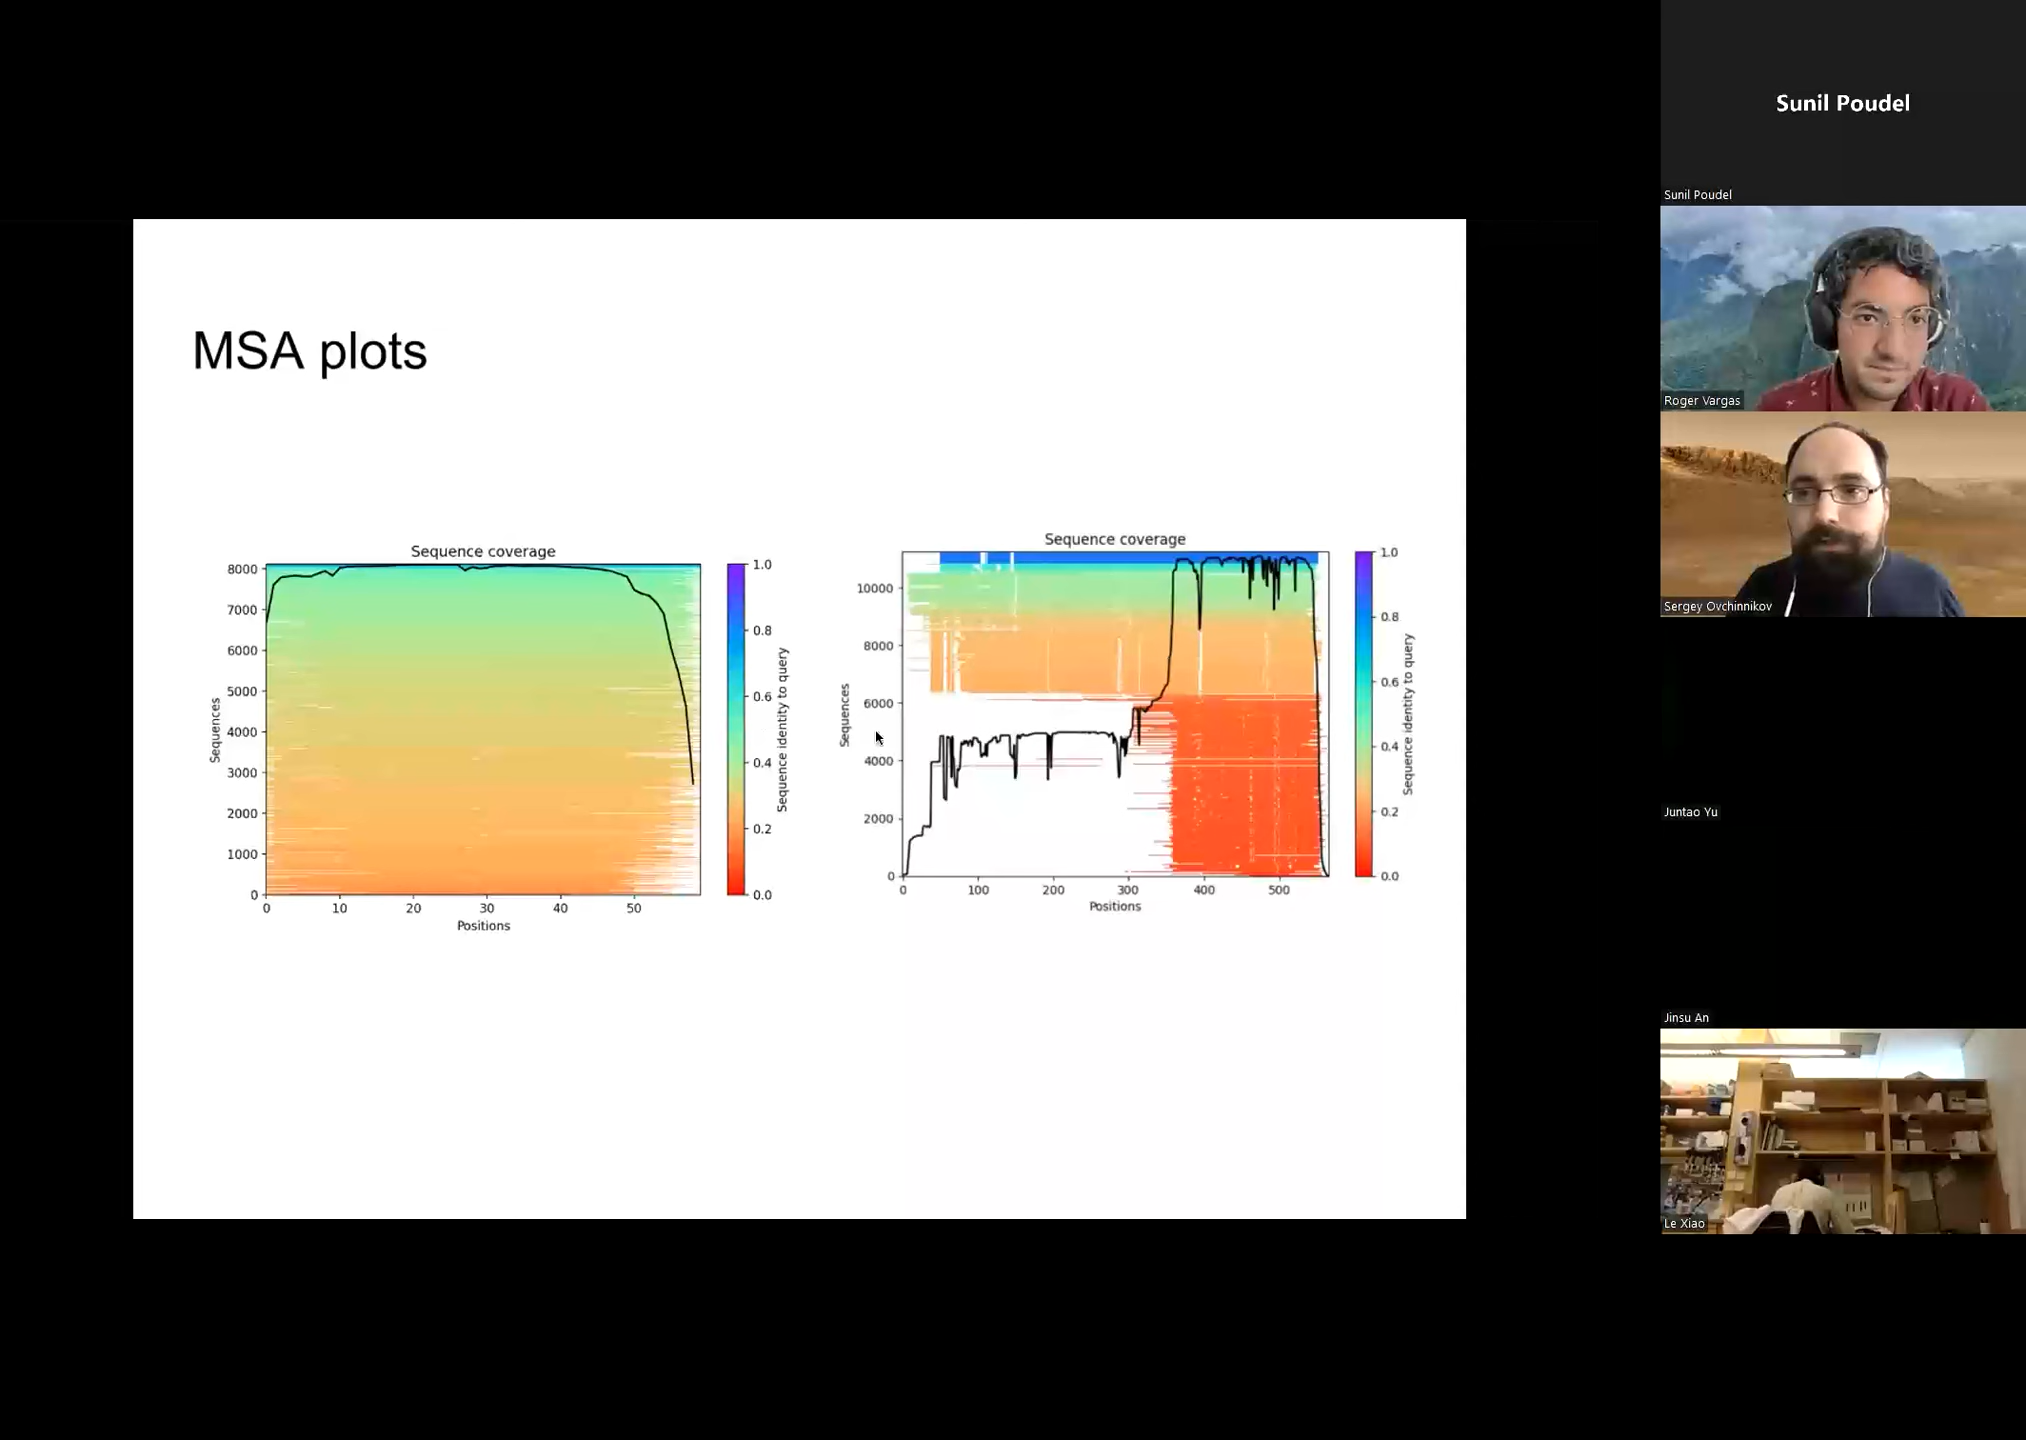 MSA plots
Sequence coverage
8000
7000
6000
5000
4000
3000
2000
1000
0
Sequences
0 10 20 30 40 50
Positions
1.0
0.8
0.6
0.4
0.2
0.0
Sequence identity to query
Sequence coverage
10000
8000
6000
4000
2000
0
Sequences
0 100 200 300 400 500
Positions
1.0
0.8
0.6
0.4
0.2
0.0
Sequence identity to query
Sunil Poudel
Sunil Poudel
Roger Vargas
Sergey Ovchinnikov
Juntao Yu
Jinsu An
Le Xiao